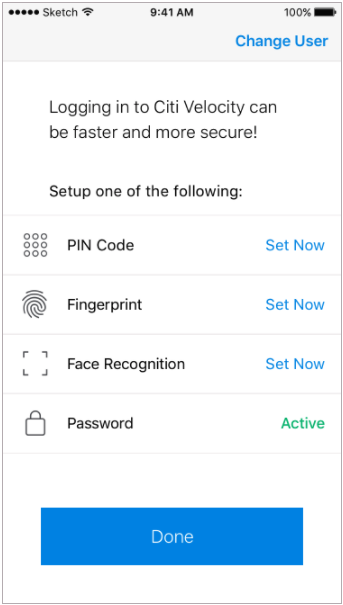 Sketch 9:41 AM 100%
Change User
Logging in to Citi Velocity can
be faster and more secure!
Setup one of the following:
PIN Code Set Now
Fingerprint Set Now
Face Recognition Set Now
Password Active
Done